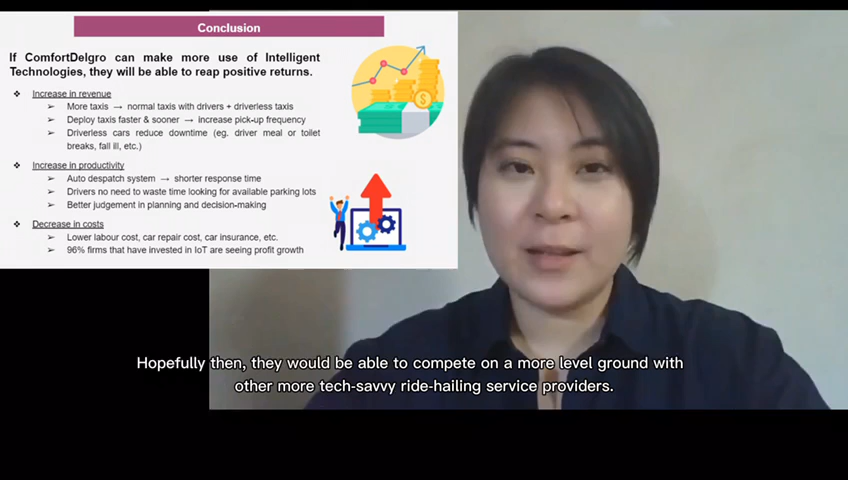 Conclusion
If ComfortDelgro can make more use of Intelligent
Technologies, they will be able to reap positive returns.
❖ Increase in revenue
➢ More taxis → normal taxis with drivers + driverless taxis
➢ Deploy taxis faster & sooner → increase pick-up frequency
➢ Driverless cars reduce downtime (eg. driver meal or toilet
breaks, fall ill, etc.)
❖ Increase in productivity
➢ Auto despatch system → shorter response time
➢ Drivers no need to waste time looking for available parking lots
➢ Better judgement in planning and decision-making
❖ Decrease in costs
➢ Lower labour cost, car repair cost, car insurance, etc.
➢ 96% firms that have invested in IoT are seeing profit growth
Hopefully then, they would be able to compete on a more level ground with
other more tech-savvy ride-hailing service providers.